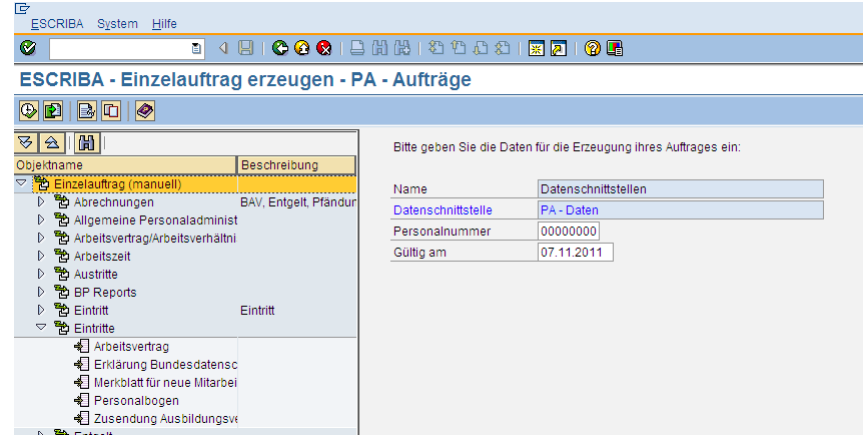 ESCRIBA System Hilfe
ESCRIBA - Einzelauftrag erzeugen - PA - Aufträge
Objektname Beschreibung
Einzelauftrag (manuell)
Abrechnungen BAV, Entgelt, Pfändur
Allgemeine Personaladminist
Arbeitsvertrag/Arbeitsverhältni
Arbeitszeit
Austritte
BP Reports
Eintritt Eintritt
Eintritte
Arbeitsvertrag
Erklärung Bundesdatensc
Merkblatt für neue Mitarbei
Personalbogen
Zusendung Ausbildungsve
Entgelt
Bitte geben Sie die Daten für die Erzeugung ihres Auftrages ein:
Name Datenschnittstellen
Datenschnittstelle PA - Daten
Personalnummer 00000000
Gültig am 07.11.2011